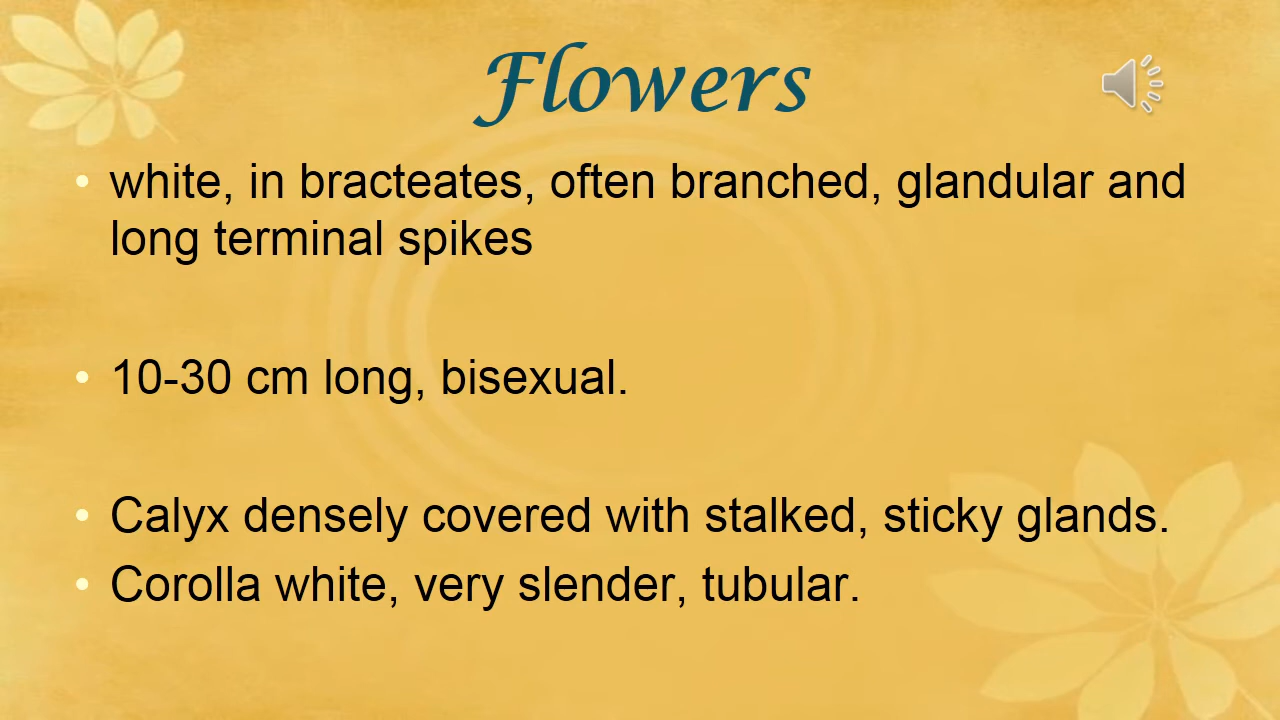 Flowers
• white, in bracteates, often branched, glandular and
long terminal spikes
• 10-30 cm long, bisexual.
• Calyx densely covered with stalked, sticky glands.
• Corolla white, very slender, tubular.